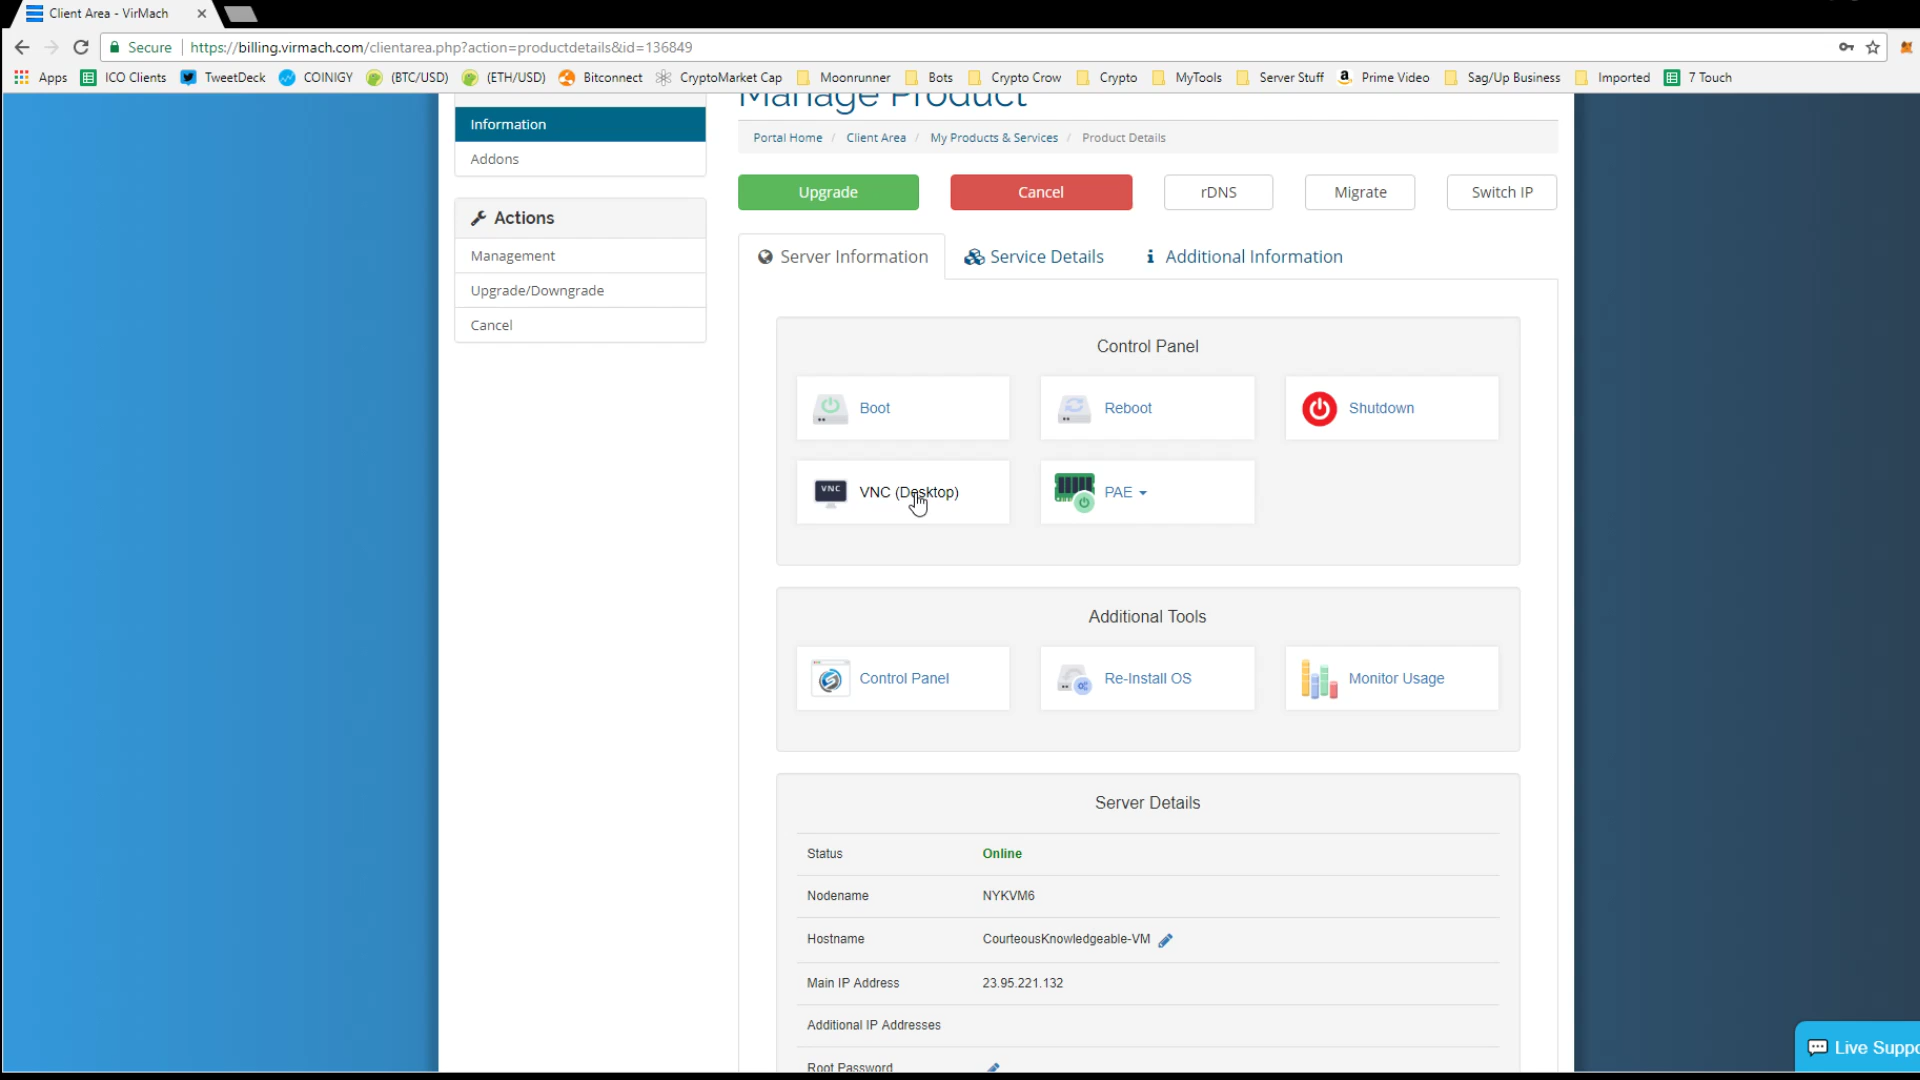 Client Area - VirMach
Secure https://billing.virmach.com/clientarea.php?action=productdetails&id=136849
Apps ICO Clients TweetDeck COINIGY (BTC/USD) (ETH/USD) Bitconnect CryptoMarket Cap Moonrunner Bots Crypto Crow Crypto MyTools Server Stuff Prime Video Sag/Up Business Imported 7 Touch
Manage Product
Information
Portal Home / Client Area / My Products & Services / Product Details
Addons
Upgrade Cancel rDNS Migrate Switch IP
Actions
Management
Server Information Service Details Additional Information
Upgrade/Downgrade
Cancel
Control Panel
Boot Reboot Shutdown
VNC VNC (Desktop) PAE
Additional Tools
Control Panel Re-Install OS Monitor Usage
Server Details
Status Online
Nodename NYKVM6
Hostname CourteousKnowledgeable-VM
Main IP Address 23.95.221.132
Additional IP Addresses
Root Password
Live Suppo